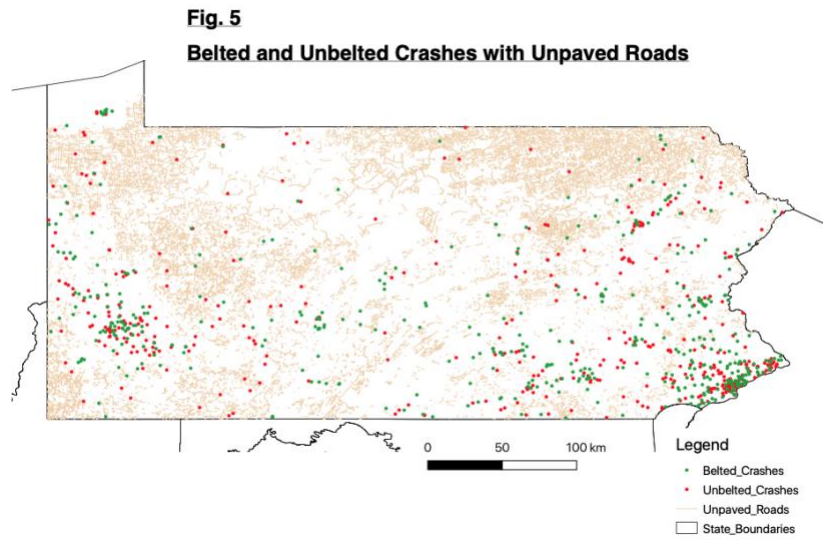 Fig. 5
Belted and Unbelted Crashes with Unpaved Roads
0 50 100 km
Legend
Belted_Crashes
Unbelted_Crashes
Unpaved_Roads
State_Boundaries